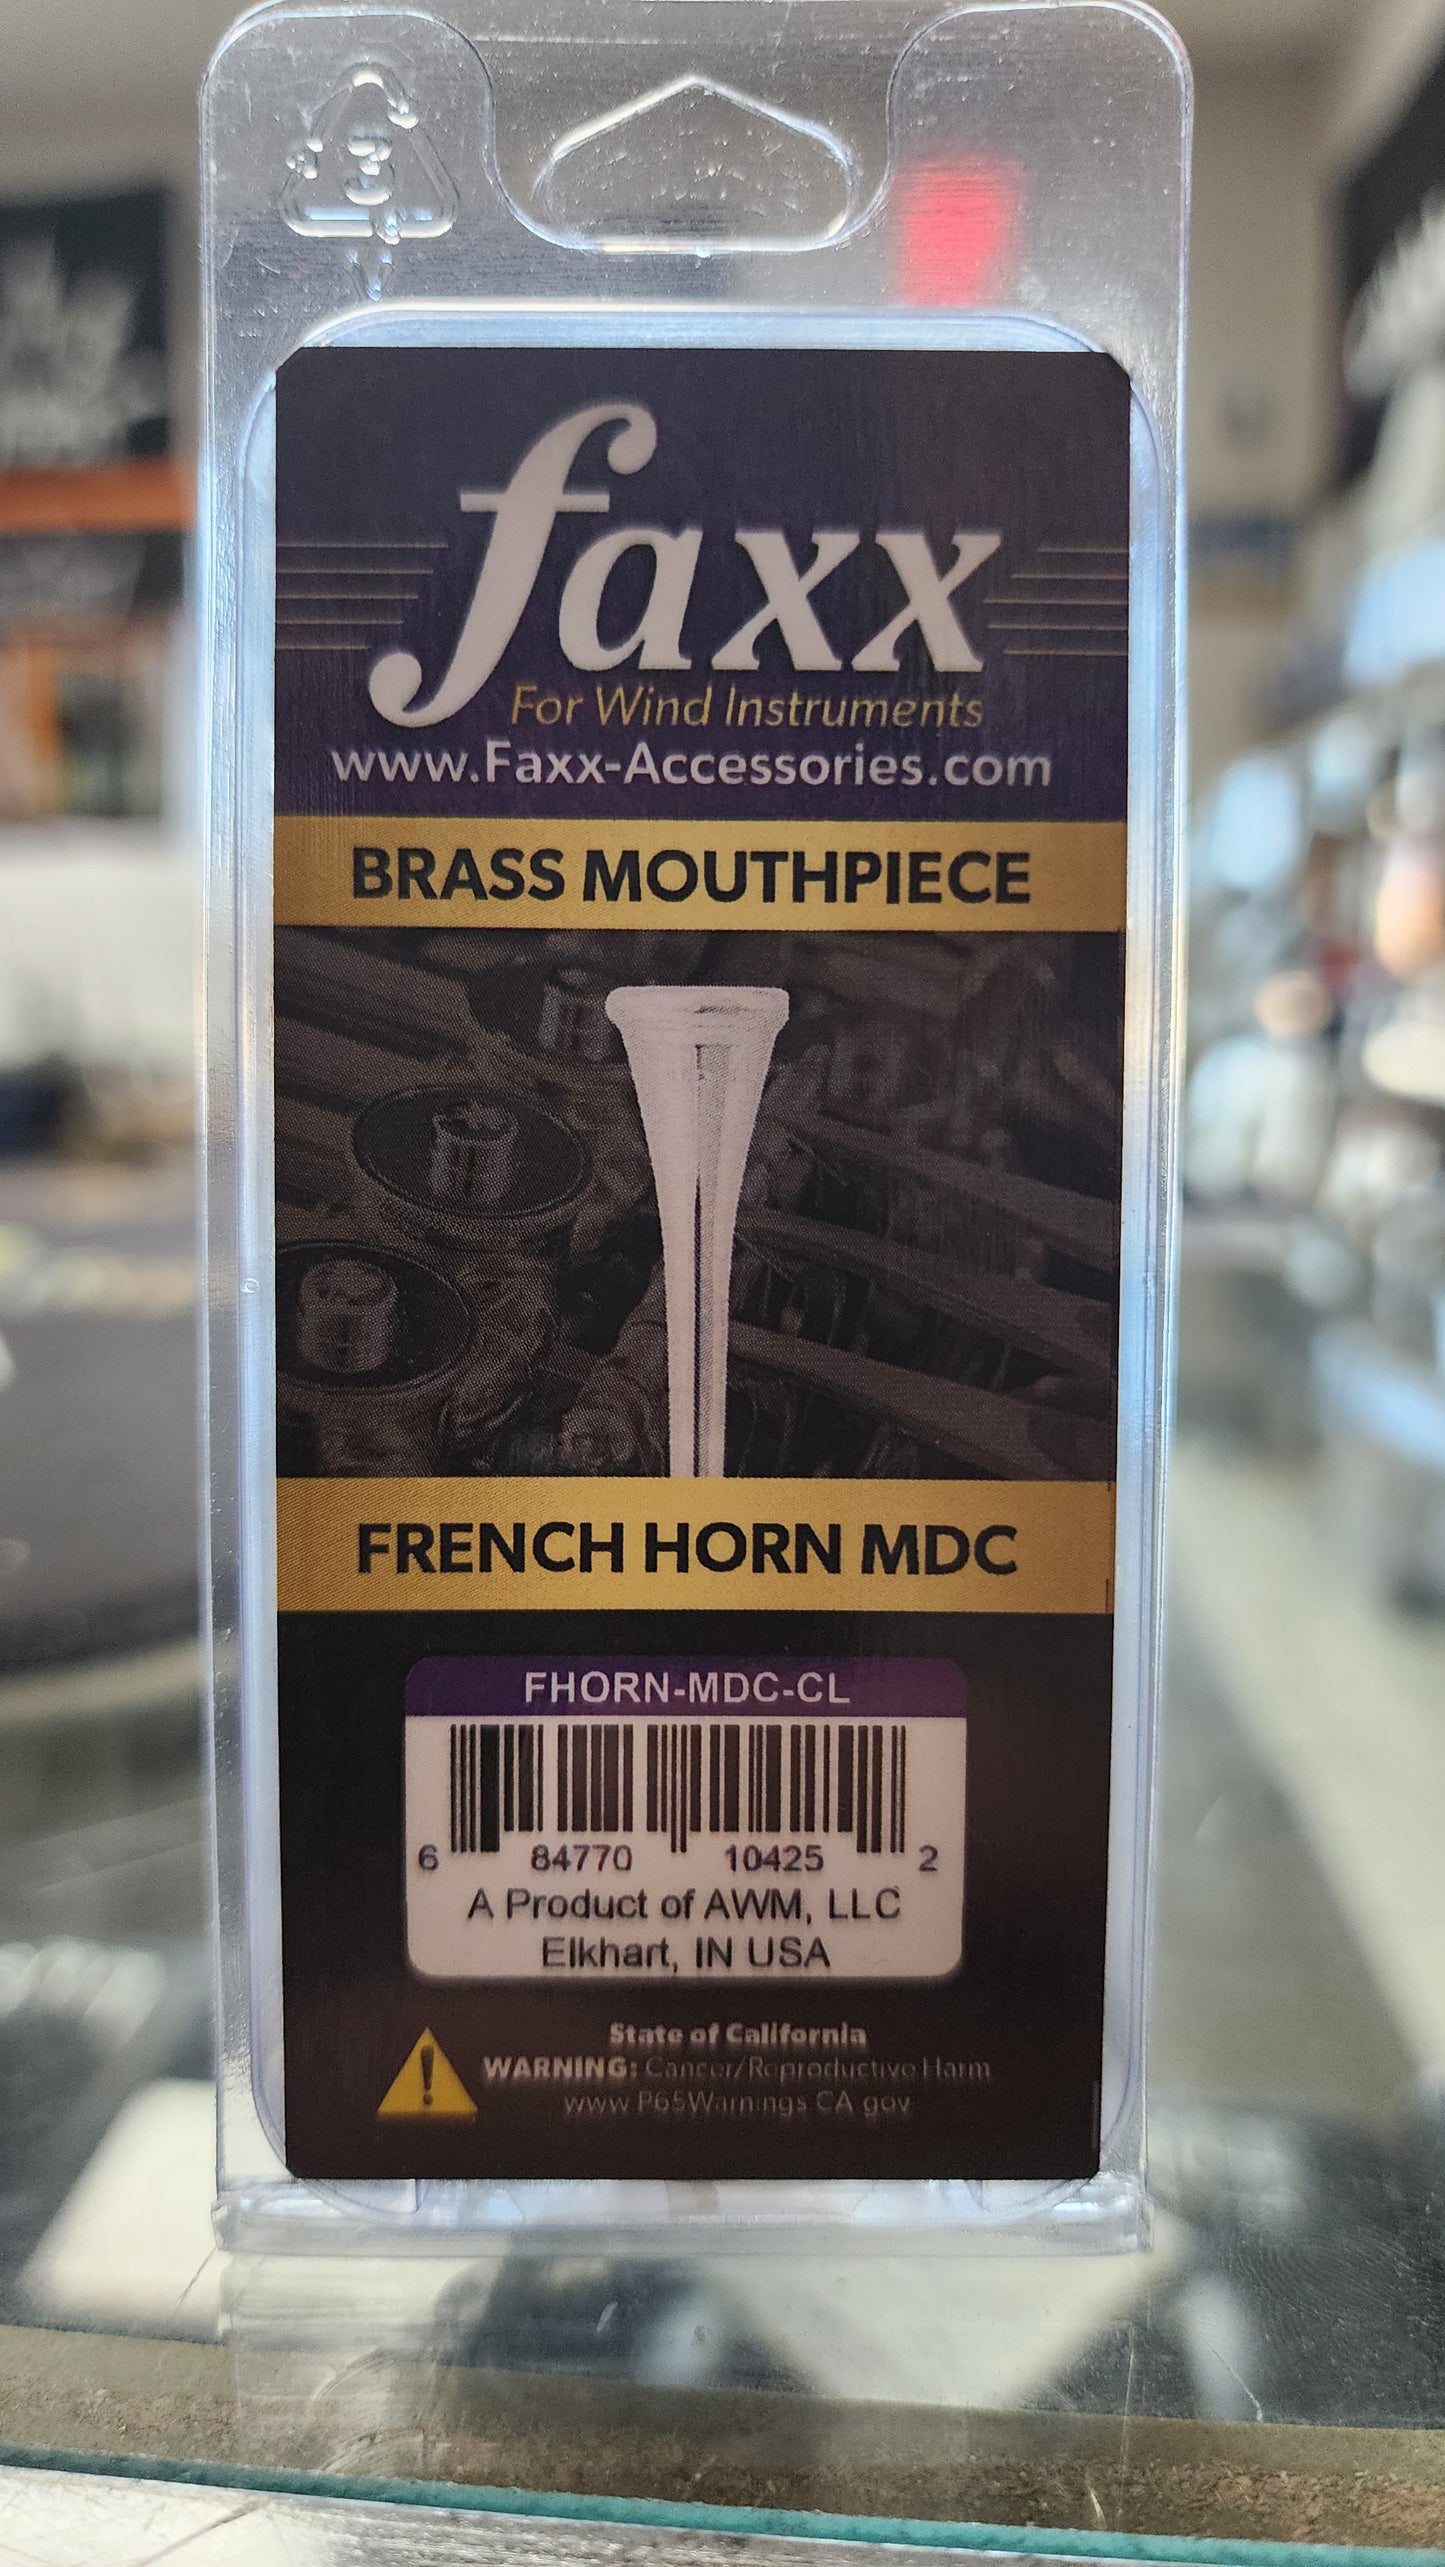 3
faxx
For Wind Instruments
www.Faxx-Accessories.com
BRASS MOUTHPIECE
FRENCH HORN MDC
FHORN-MDC-CL
6 84770 10425 2
A Product of AWM, LLC
Elkhart, IN USA
State of California
WARNING: Cancer/Reproductive Harm
www P65Warnings CA gov